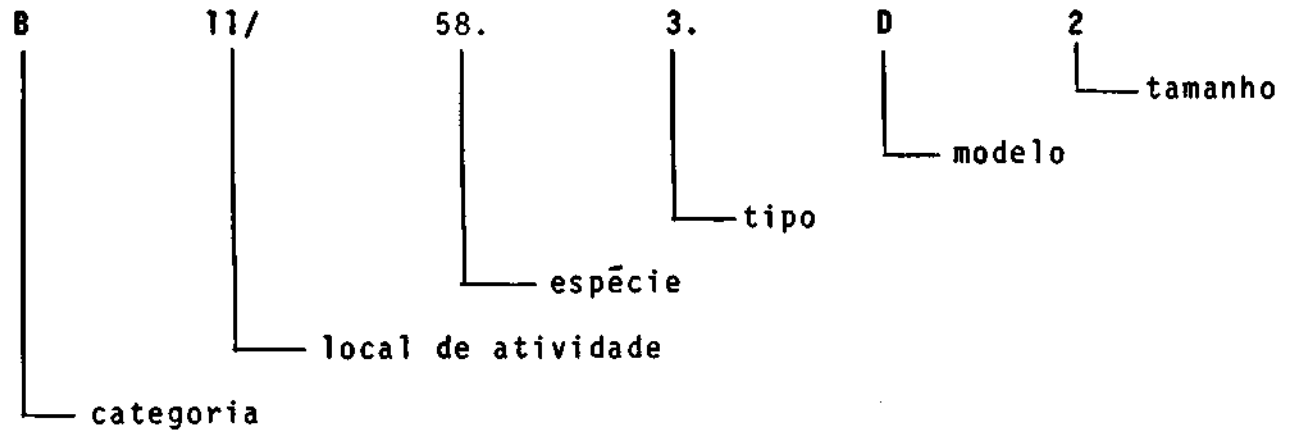 B 11/ 58. 3. D 2
tamanho
modelo
tipo
espécie
local de atividade
categoria